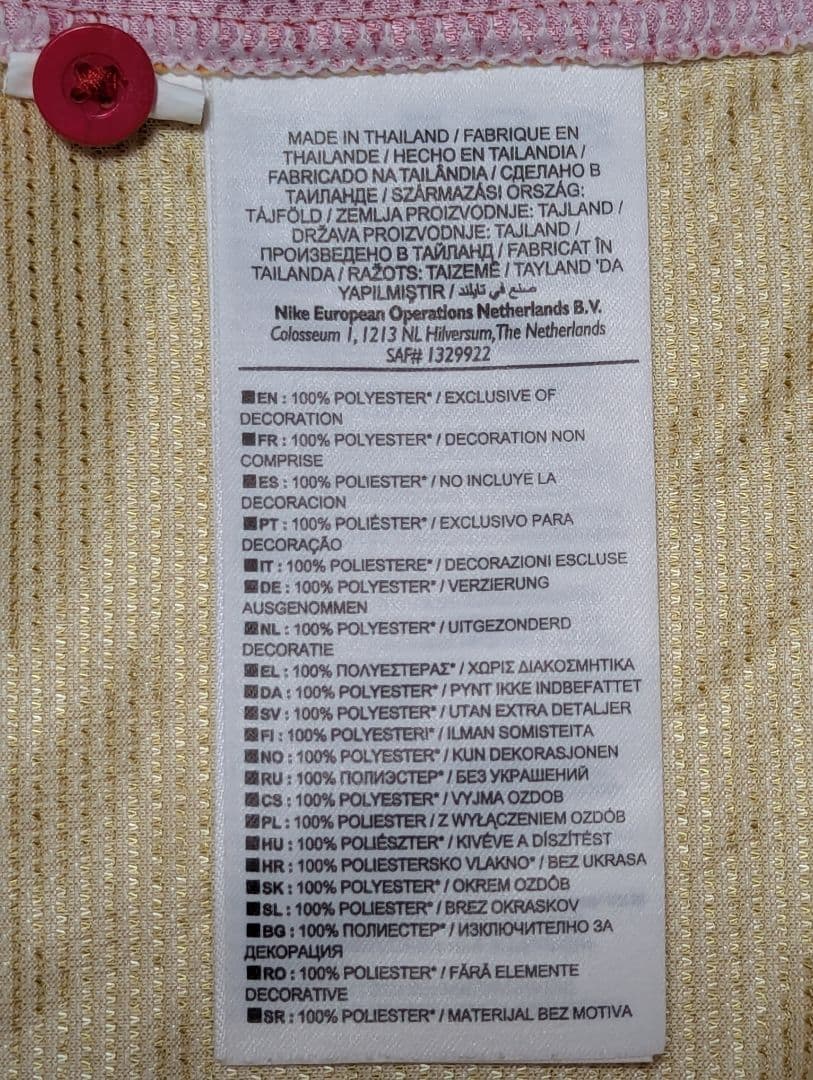 MADE IN THAILAND / FABRIQUE EN
THAILANDE / HECHO EN TAILANDIA /
FABRICADO NA TAILÂNDIA / СДЕЛАНО В
ТАИЛАНДЕ / SZÁRMAZÁSI ORSZÁG:
TÁJFÖLD / ZEMLJA PROIZVODNJE: TAJLAND /
DRŽAVA PROIZVODNJE: TAJLAND /
ПРОИЗВЕДЕНО В ТАЙЛАНД / FABRICAT ÎN
TAILANDA / RAŽOTS: TAIZEMĒ / TAYLAND 'DA
YAPILMIŞTIR / صنع في تايلاند
Nike European Operations Netherlands B.V.
Colosseum 1, 1213 NL Hilversum,The Netherlands
SAF# 1329922
EN : 100% POLYESTER* / EXCLUSIVE OF
DECORATION
FR : 100% POLYESTER* / DECORATION NON
COMPRISE
ES : 100% POLIESTER* / NO INCLUYE LA
DECORACION
PT : 100% POLIÉSTER* / EXCLUSIVO PARA
DECORAÇÃO
IT : 100% POLIESTERE* / DECORAZIONI ESCLUSE
DE : 100% POLYESTER* / VERZIERUNG
AUSGENOMMEN
NL : 100% POLYESTER* / UITGEZONDERD
DECORATIE
EL : 100% ΠΟΛΥΕΣΤΕΡΑΣ* / ΧΩΡΙΣ ΔΙΑΚΟΣΜΗΤΙΚΑ
DA : 100% POLYESTER* / PYNT IKKE INDBEFATTET
SV : 100% POLYESTER* / UTAN EXTRA DETALJER
FI : 100% POLYESTERI* / ILMAN SOMISTEITA
NO : 100% POLYESTER* / KUN DEKORASJONEN
RU : 100% ПОЛИЭСТЕР* / БЕЗ УКРАШЕНИЙ
CS : 100% POLYESTER* / VYJMA OZDOB
PL : 100% POLIESTER / Z WYŁĄCZENIEM OZDÓB
HU : 100% POLIÉSZTER* / KIVÉVE A DÍSZÍTÉST
HR : 100% POLIESTERSKO VLAKNO* / BEZ UKRASA
SK : 100% POLYESTER* / OKREM OZDÔB
SL : 100% POLIESTER* / BREZ OKRASKOV
BG : 100% ПОЛИЕСТЕР* / ИЗКЛЮЧИТЕЛНО ЗА
ДЕКОРАЦИЯ
RO : 100% POLIESTER* / FĂRĂ ELEMENTE
DECORATIVE
SR : 100% POLIESTER* / MATERIJAL BEZ MOTIVA